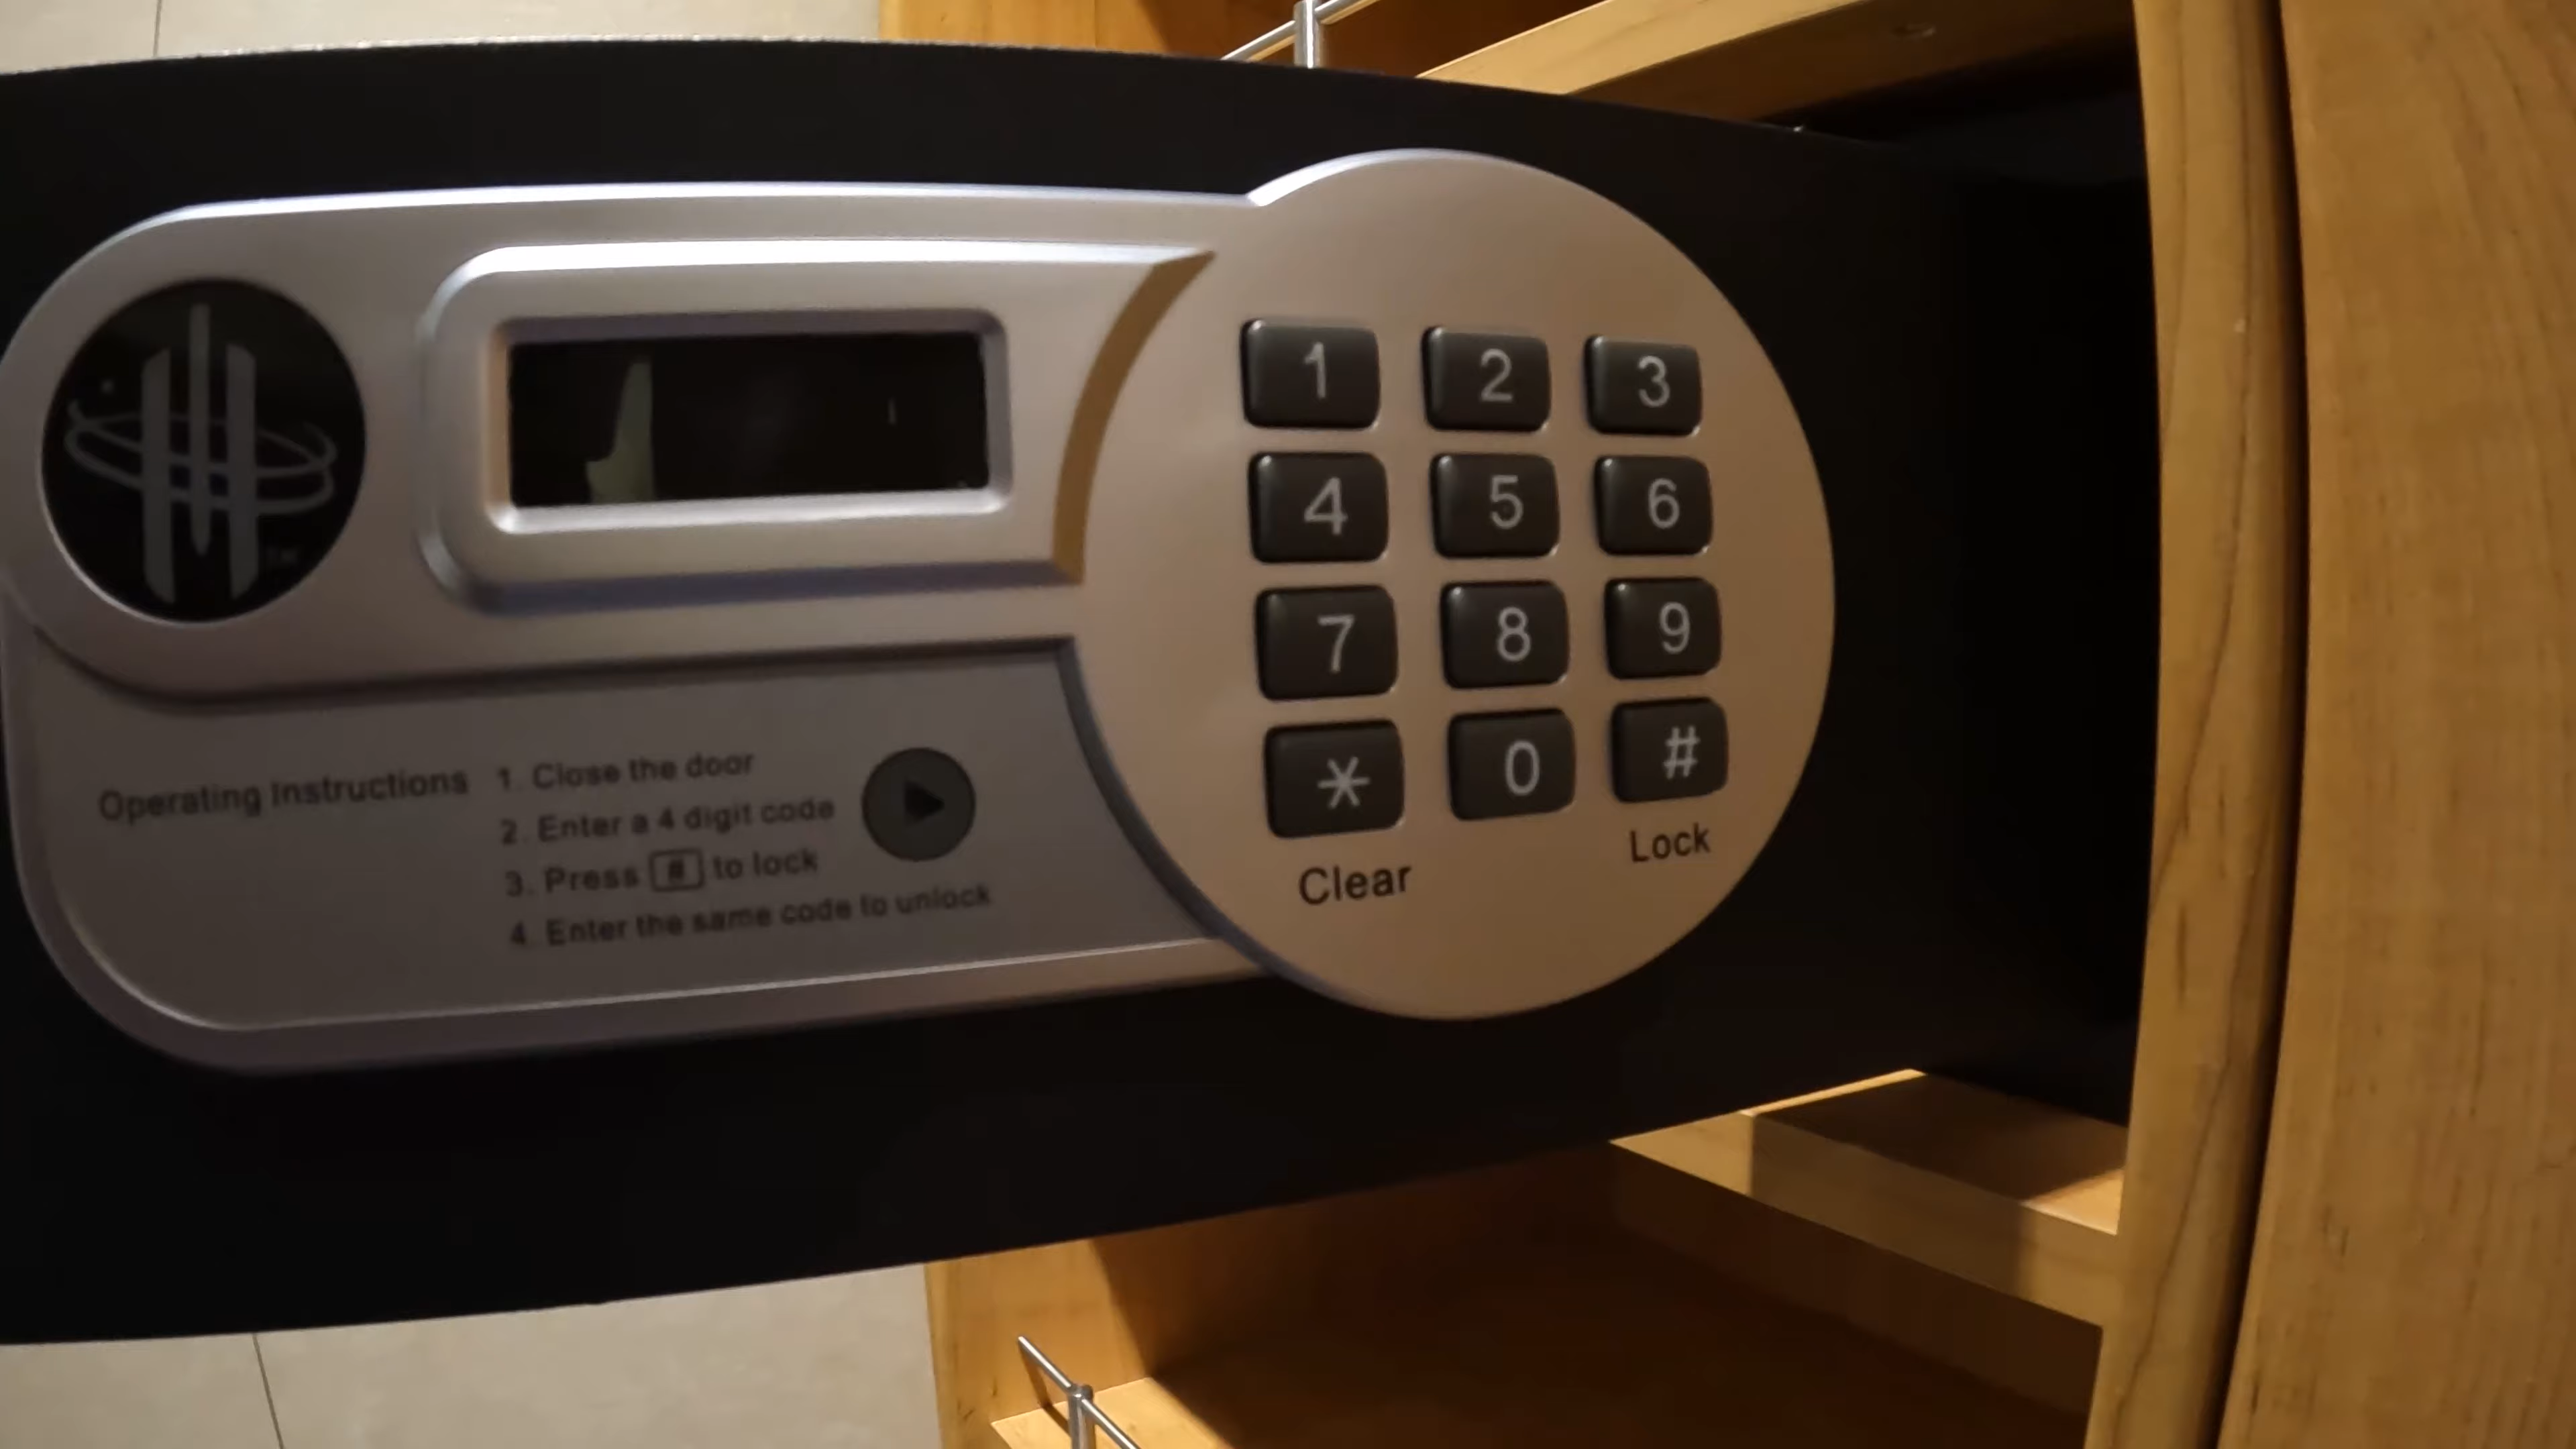 1 2 3
4 5 6
7 8 9
* 0 #
Clear Lock
Operating Instructions
1. Close the door
2. Enter a 4 digit code
3. Press # to lock
4. Enter the same code to unlock
TM